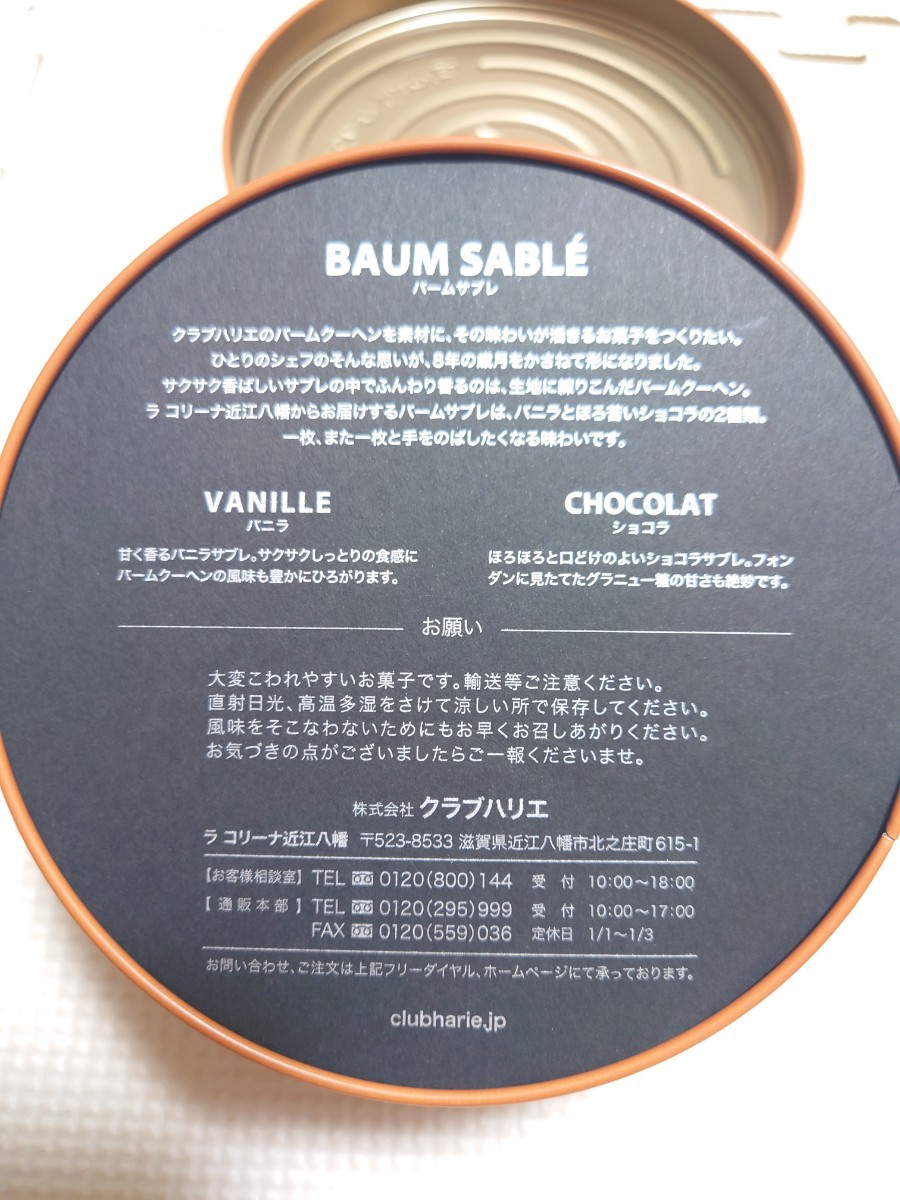 BAUM SABLÉ
バームサブレ
クラブハリエのバームクーヘンを素材に、その味わいが活きるお菓子をつくりたい。
ひとりのシェフのそんな思いが、8年の歳月をかさねて形になりました。
サクサク香ばしいサブレの中でふんわり香るのは、生地に練りこんだバームクーヘン。
ラ コリーナ近江八幡からお届けするバームサブレは、バニラとほろ苦いショコラの2種類。
一枚、また一枚と手をのばしたくなる味わいです。
VANILLE
バニラ
甘く香るバニラサブレ。サクサクしっとりの食感に
バームクーヘンの風味も豊かにひろがります。
CHOCOLAT
ショコラ
ほろほろと口どけのよいショコラサブレ。フォン
ダンに見たてたグラニュー糖の甘さも絶妙です。
お願い
大変こわれやすいお菓子です。輸送等ご注意ください。
直射日光、高温多湿をさけて涼しい所で保存してください。
風味をそこなわないためにもお早くお召しあがりください。
お気づきの点がございましたらご一報くださいませ。
株式会社 クラブハリエ
ラ コリーナ近江八幡 〒523-8533 滋賀県近江八幡市北之庄町615-1
【お客様相談室】 TEL 0120(800)144 受 付 10:00〜18:00
【 通 販 本 部 】 TEL 0120(295)999 受 付 10:00〜17:00
FAX 0120(559)036 定休日 1/1〜1/3
お問い合わせ、ご注文は上記フリーダイヤル、ホームページにて承っております。
clubharie.jp